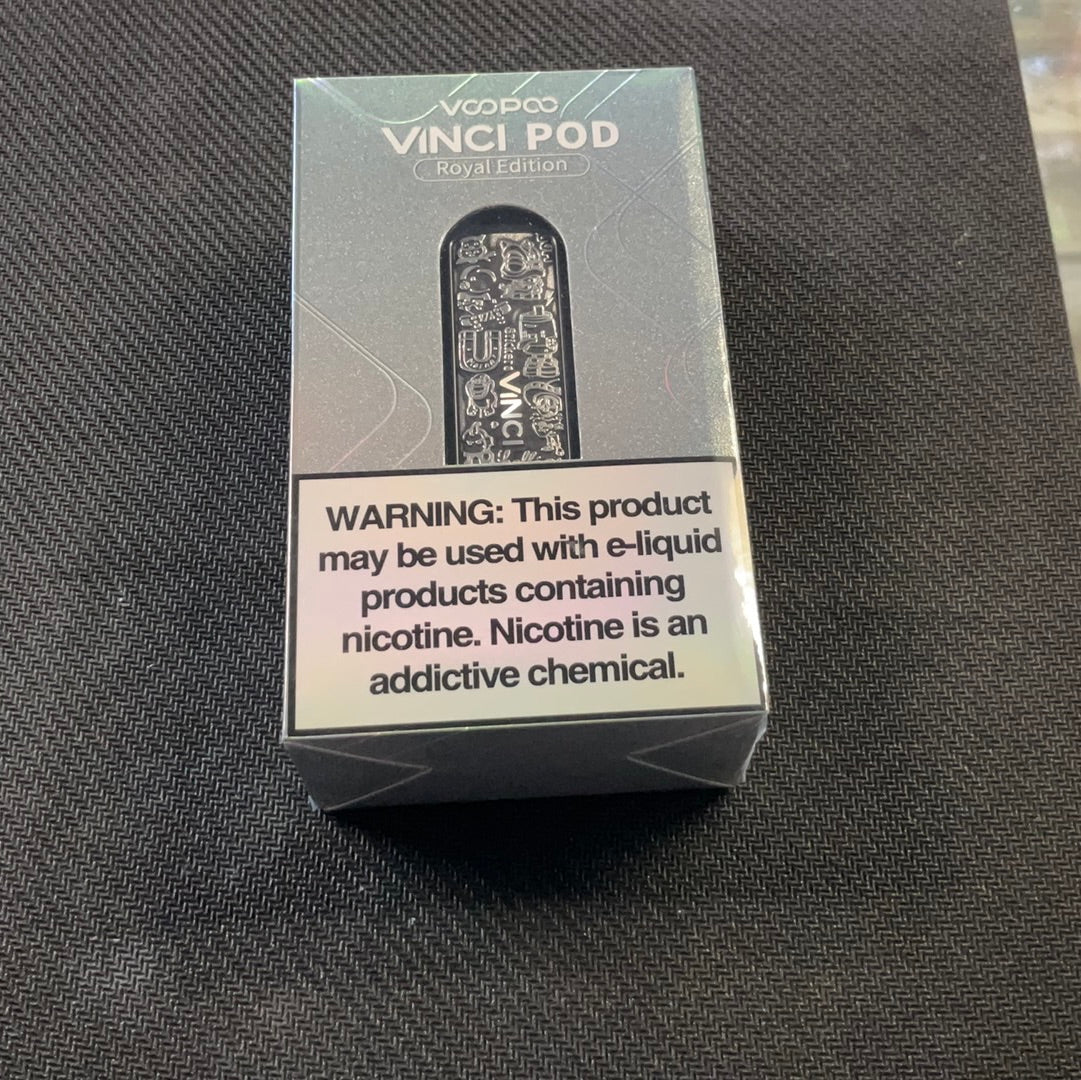 VOOPOO
VINCI POD
Royal Edition
stickers
VINCI
WARNING: This product
may be used with e-liquid
products containing
nicotine. Nicotine is an
addictive chemical.